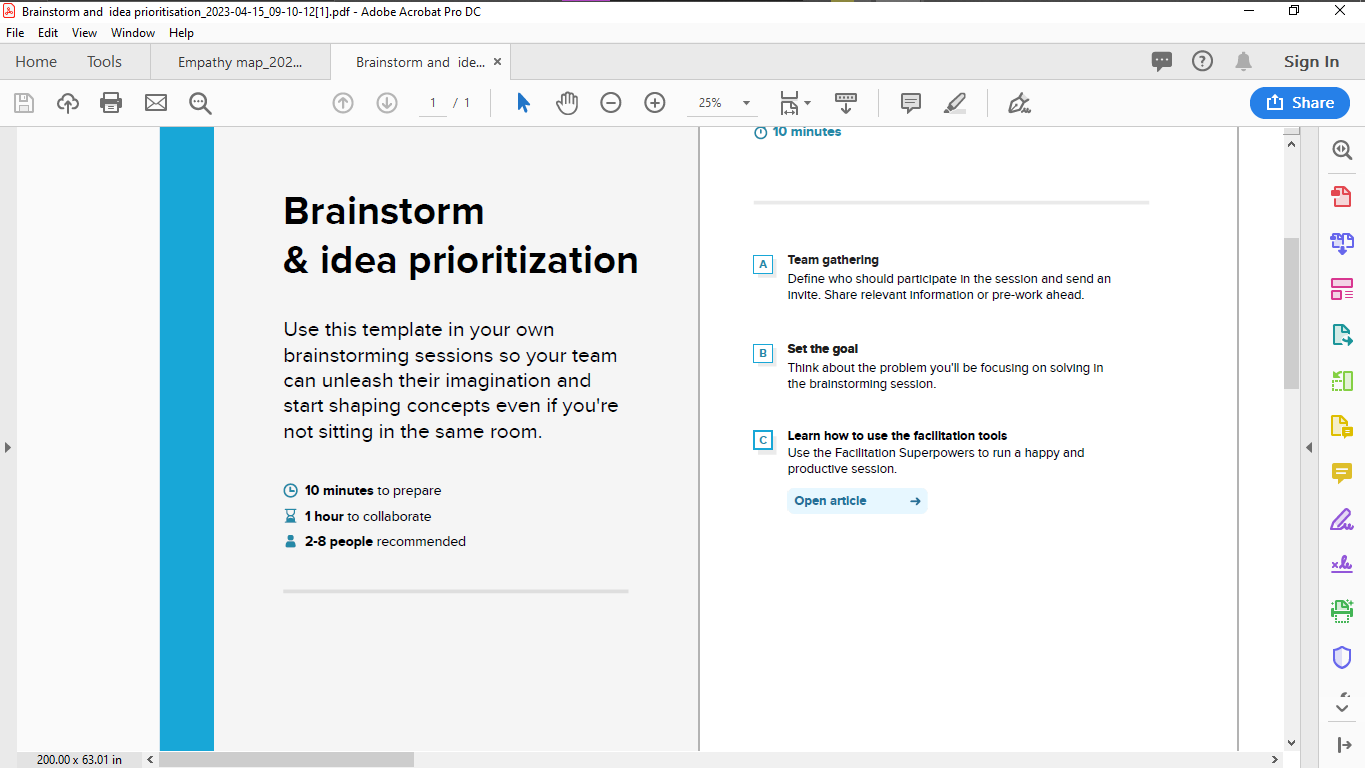 Brainstorm and  idea prioritisation_2023-04-15_09-10-12[1].pdf - Adobe Acrobat Pro DC
File Edit View Window Help
Home Tools Empathy map_202... Brainstorm and  ide... × Sign In
1 / 1 25% Share
Brainstorm
& idea prioritization
Use this template in your own
brainstorming sessions so your team
can unleash their imagination and
start shaping concepts even if you're
not sitting in the same room.
10 minutes to prepare
1 hour to collaborate
2-8 people recommended
10 minutes
A Team gathering
Define who should participate in the session and send an
invite. Share relevant information or pre-work ahead.
B Set the goal
Think about the problem you'll be focusing on solving in
the brainstorming session.
C Learn how to use the facilitation tools
Use the Facilitation Superpowers to run a happy and
productive session.
Open article →
200.00 x 63.01 in